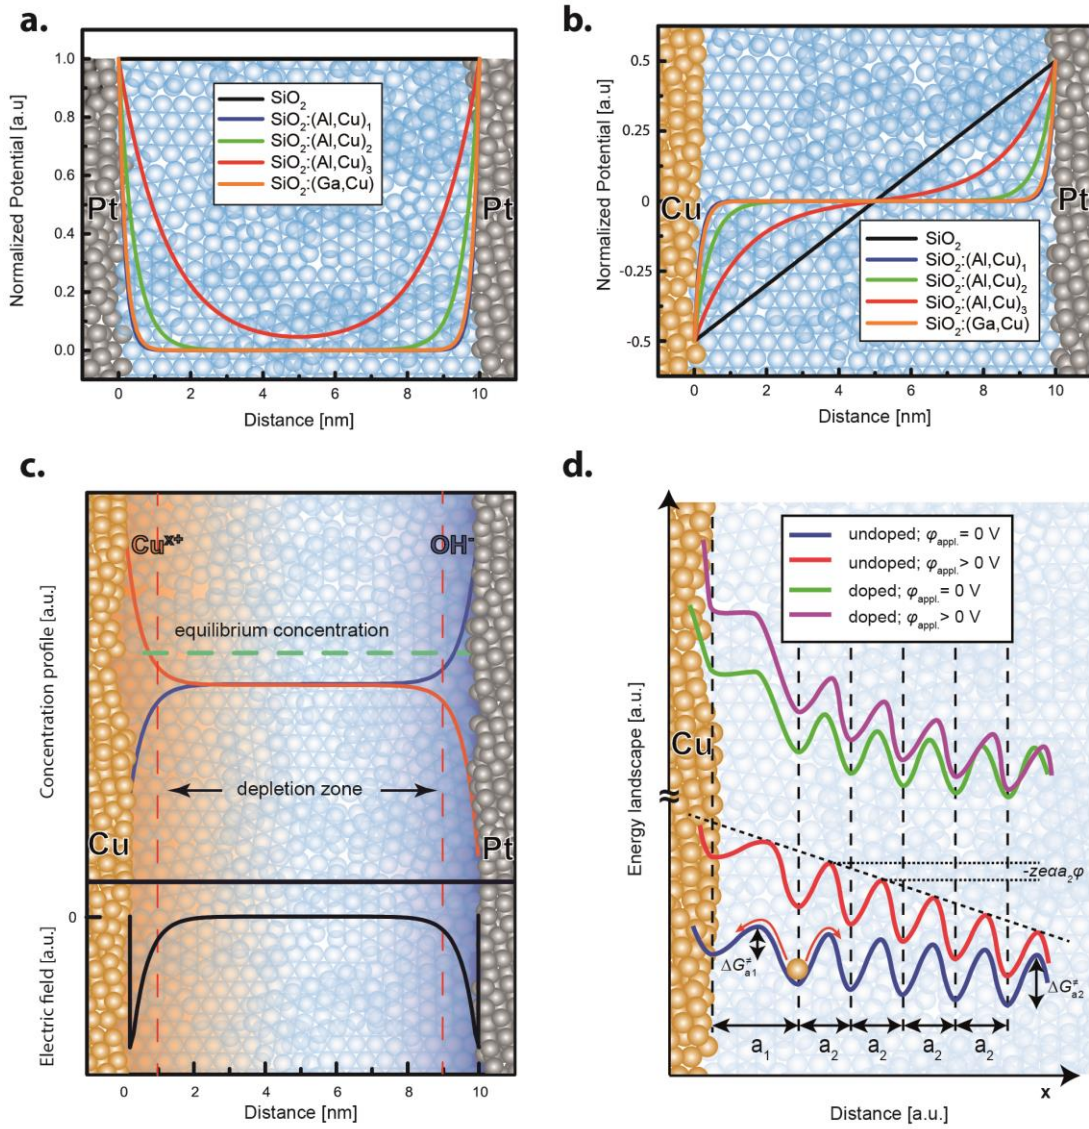 a.
Normalized Potential [a.u]
1.0
0.8
0.6
0.4
0.2
0.0
SiO₂
SiO₂:(Al,Cu)₁
SiO₂:(Al,Cu)₂
SiO₂:(Al,Cu)₃
SiO₂:(Ga,Cu)
Pt
Pt
0
2
4
6
8
10
Distance [nm]
b.
Normalized Potential [a.u]
0.5
0.25
0
-0.25
-0.5
Cu
Pt
SiO₂
SiO₂:(Al,Cu)₁
SiO₂:(Al,Cu)₂
SiO₂:(Al,Cu)₃
SiO₂:(Ga,Cu)
0
2
4
6
8
10
Distance [nm]
c.
Concentration profile [a.u.]
Cuˣ⁺
OH⁻
equilibrium concentration
depletion zone
Cu
Pt
Electric field [a.u.]
0
0
2
4
6
8
10
Distance [nm]
d.
Energy landscape [a.u.]
undoped; φappl. = 0 V
undoped; φappl. > 0 V
doped; φappl. = 0 V
doped; φappl. > 0 V
Cu
≈
-zeαa₂φ
ΔG≠a1
ΔG≠a2
a₁
a₂
a₂
a₂
a₂
x
Distance [a.u.]